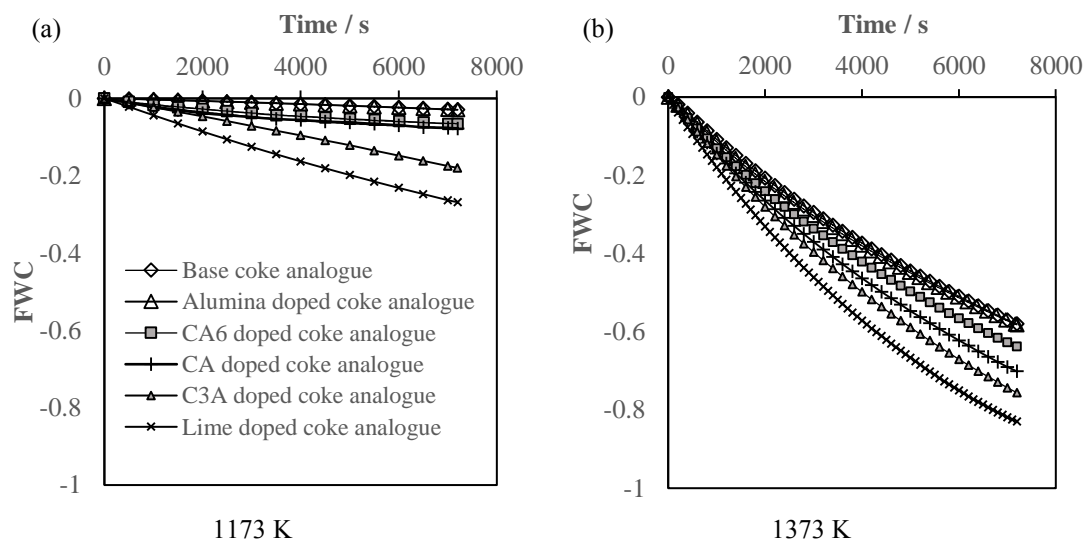 (a)
Time / s
0 2000 4000 6000 8000
0
-0.2
-0.4
-0.6
-0.8
-1
FWC
Base coke analogue
Alumina doped coke analogue
CA6 doped coke analogue
CA doped coke analogue
C3A doped coke analogue
Lime doped coke analogue
1173 K
(b)
Time / s
0 2000 4000 6000 8000
0
-0.2
-0.4
-0.6
-0.8
-1
FWC
1373 K